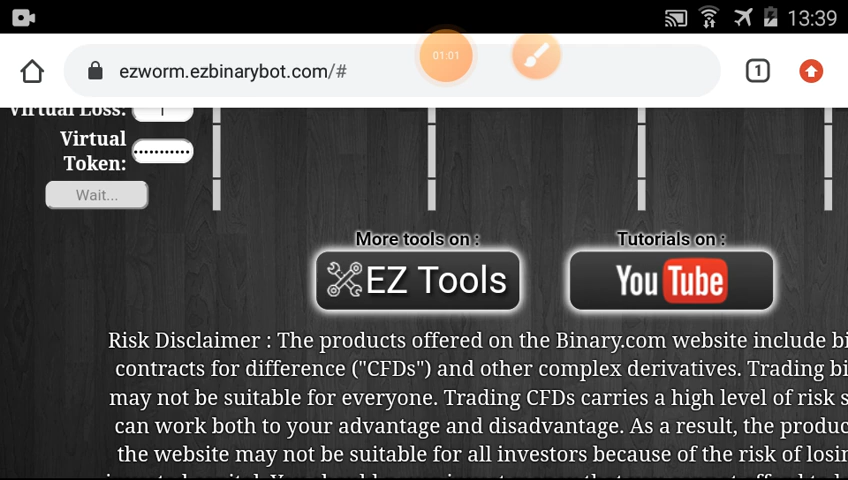 13:39
01:01
ezworm.ezbinarybot.com/#
1
Virtual Loss:
Virtual
Token:
Wait...
More tools on :
Tutorials on :
EZ Tools
YouTube
Risk Disclaimer : The products offered on the Binary.com website include bi
contracts for difference ("CFDs") and other complex derivatives. Trading bi
may not be suitable for everyone. Trading CFDs carries a high level of risk s
can work both to your advantage and disadvantage. As a result, the produc
the website may not be suitable for all investors because of the risk of losin